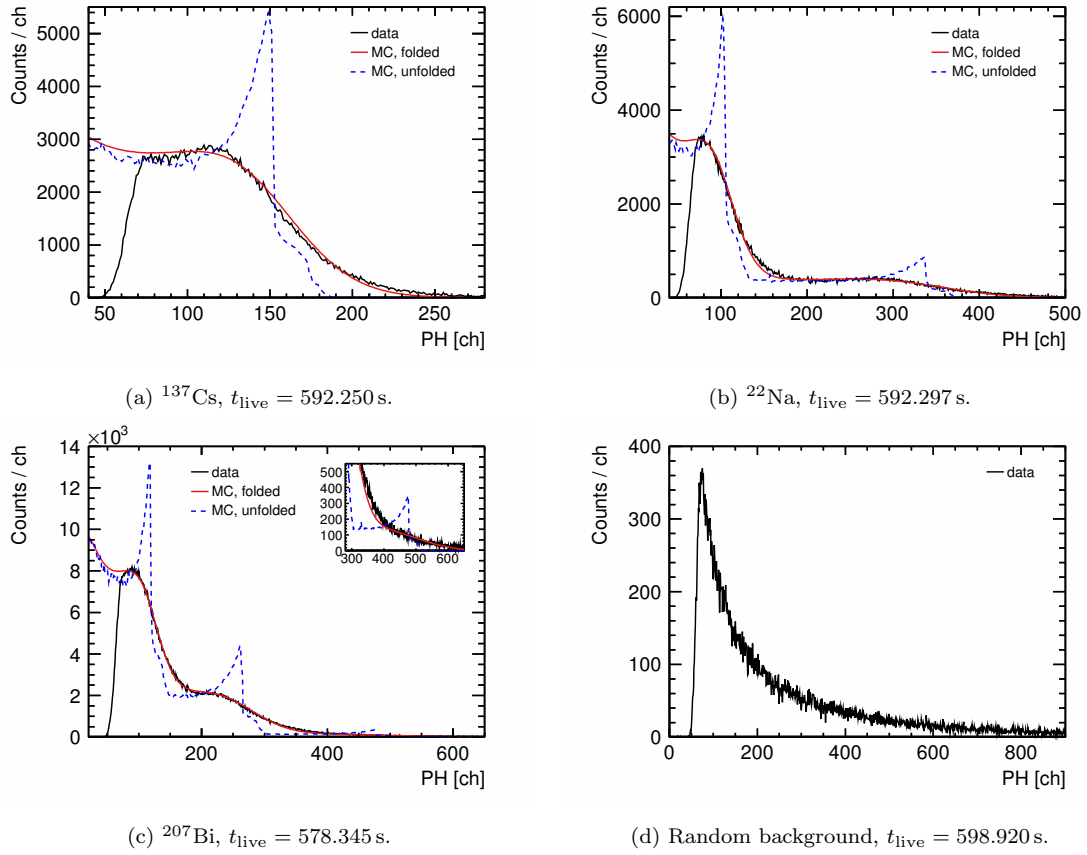 Counts / ch
5000
4000
3000
2000
1000
0
data
MC, folded
MC, unfolded
50 100 150 200 250
PH [ch]
(a) ¹³⁷Cs, t_live = 592.250 s.
Counts / ch
6000
4000
2000
0
data
MC, folded
MC, unfolded
100 200 300 400 500
PH [ch]
(b) ²²Na, t_live = 592.297 s.
Counts / ch
×10³
14
12
10
8
6
4
2
0
data
MC, folded
MC, unfolded
500
400
300
200
100
0
300 400 500 600
200 400 600
PH [ch]
(c) ²⁰⁷Bi, t_live = 578.345 s.
Counts / ch
400
300
200
100
0
data
0 200 400 600 800
PH [ch]
(d) Random background, t_live = 598.920 s.